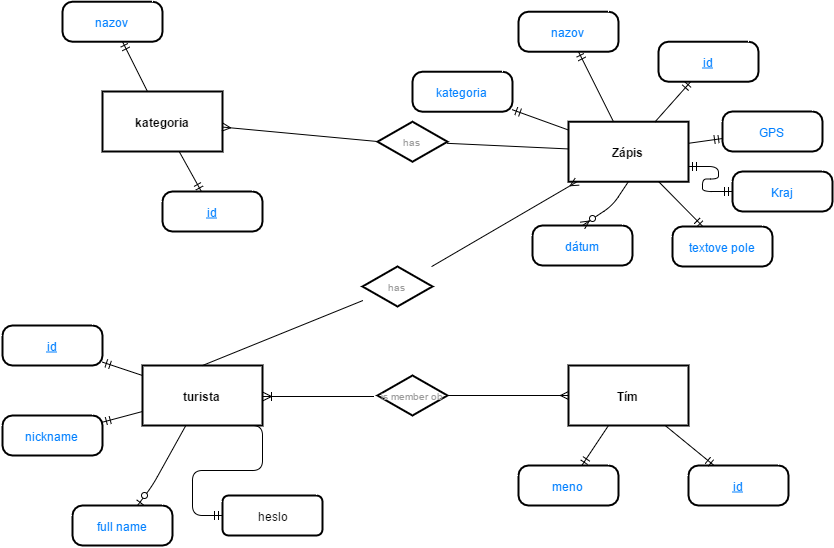 nazov
nazov
id
kategoria
kategoria
GPS
has
Zápis
Kraj
id
dátum
textove pole
has
id
turista
is member ob
Tím
nickname
meno
id
heslo
full name